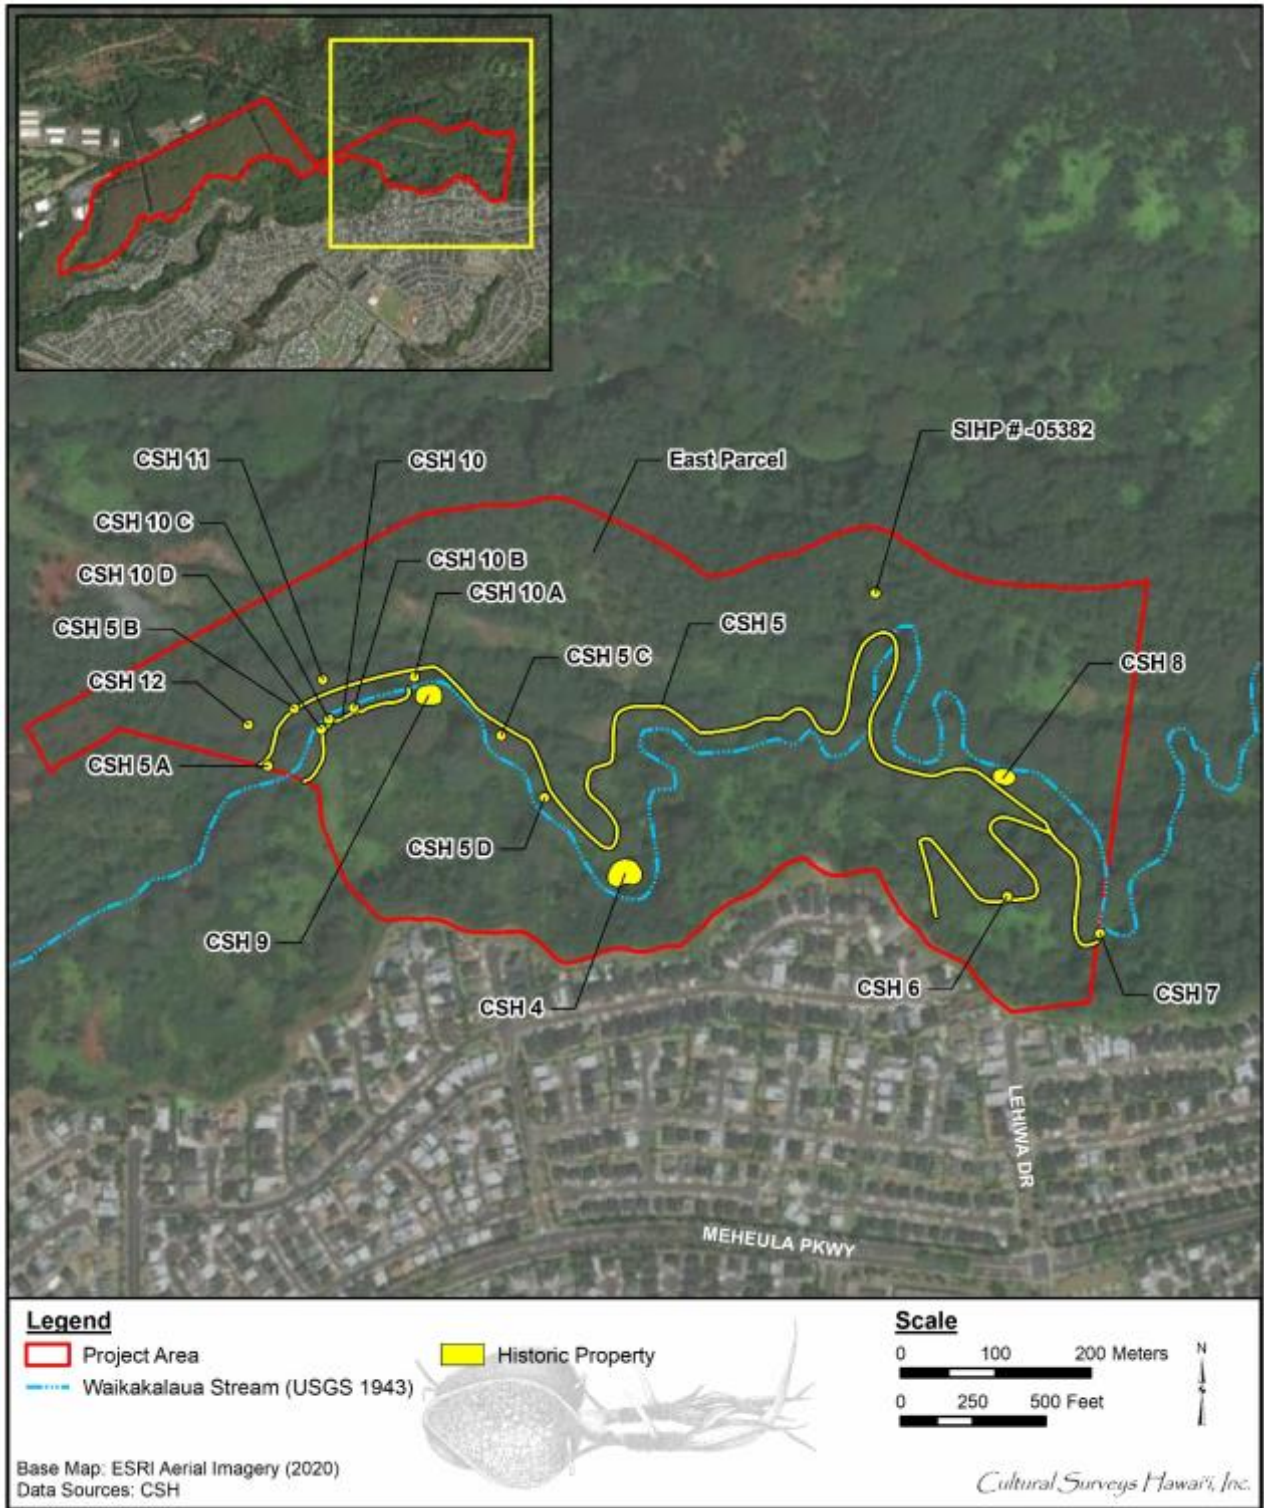 SIHP # -05382
CSH 11
CSH 10
East Parcel
CSH 10 C
CSH 10 B
CSH 10 D
CSH 10 A
CSH 5 B
CSH 5
CSH 5 C
CSH 8
CSH 12
CSH 5 A
CSH 5 D
CSH 9
CSH 4
CSH 6
CSH 7
LEHIWA DR
MEHEULA PKWY
Legend
Project Area
Historic Property
Waikakalaua Stream (USGS 1943)
Scale
0 100 200 Meters
0 250 500 Feet
N
S
Base Map: ESRI Aerial Imagery (2020)
Data Sources: CSH
Cultural Surveys Hawai'i, Inc.